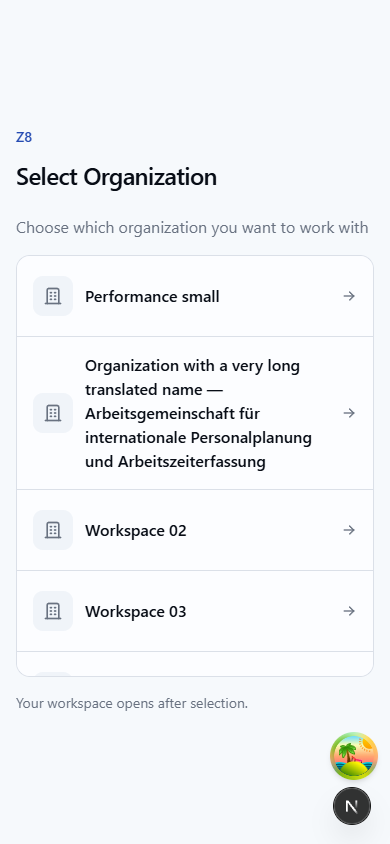 Z8
Select Organization
Choose which organization you want to work with
Performance small
Organization with a very long
translated name —
Arbeitsgemeinschaft für
internationale Personalplanung
und Arbeitszeiterfassung
Workspace 02
Workspace 03
Your workspace opens after selection.
N